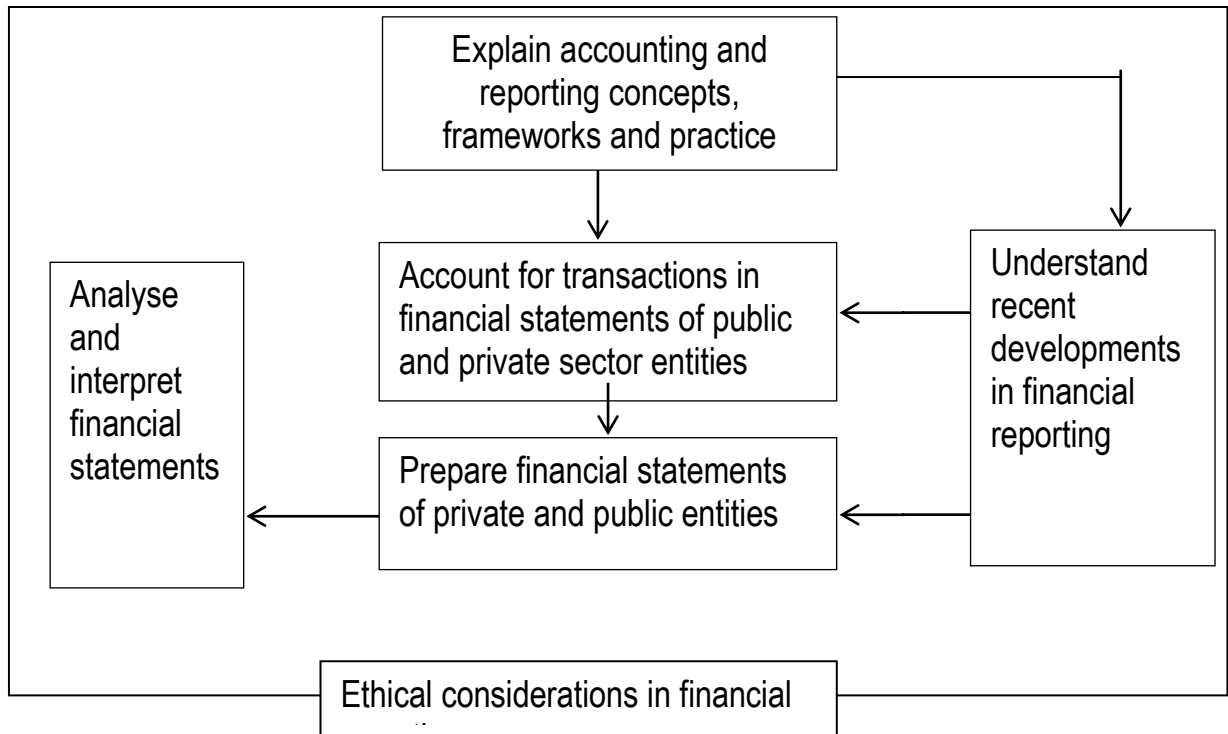 Explain accounting and
reporting concepts,
frameworks and practice
Account for transactions in
financial statements of public
and private sector entities
Prepare financial statements
of private and public entities
Analyse
and
interpret
financial
statements
Understand
recent
developments
in financial
reporting
Ethical considerations in financial